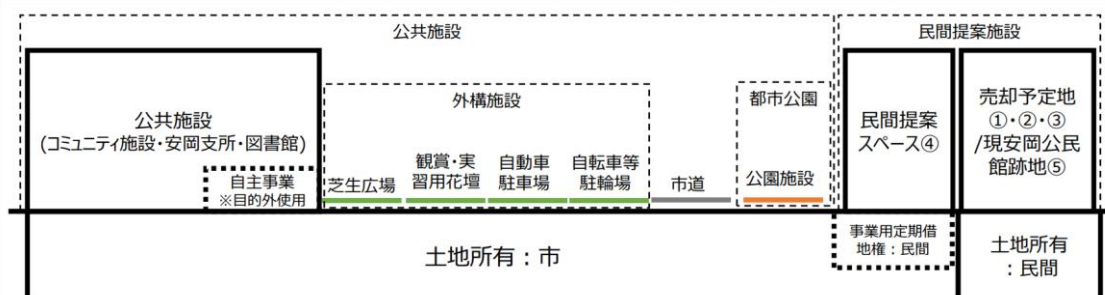 公共施設
民間提案施設
公共施設
(コミュニティ施設・安岡支所・図書館)
自主事業
※目的外使用
外構施設
芝生広場
観賞・実
習用花壇
自動車
駐車場
自転車等
駐輪場
市道
都市公園
公園施設
民間提案
スペース④
売却予定地
①・②・③
/現安岡公民
館跡地⑤
土地所有：市
事業用定期借
地権：民間
土地所有
：民間